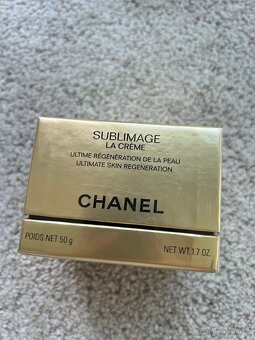 SUBLIMAGE
LA CRÈME
ULTIME RÉGÉNÉRATION DE LA PEAU
ULTIMATE SKIN REGENERATION
CHANEL
POIDS NET 50 g
NET WT. 1.7 OZ.